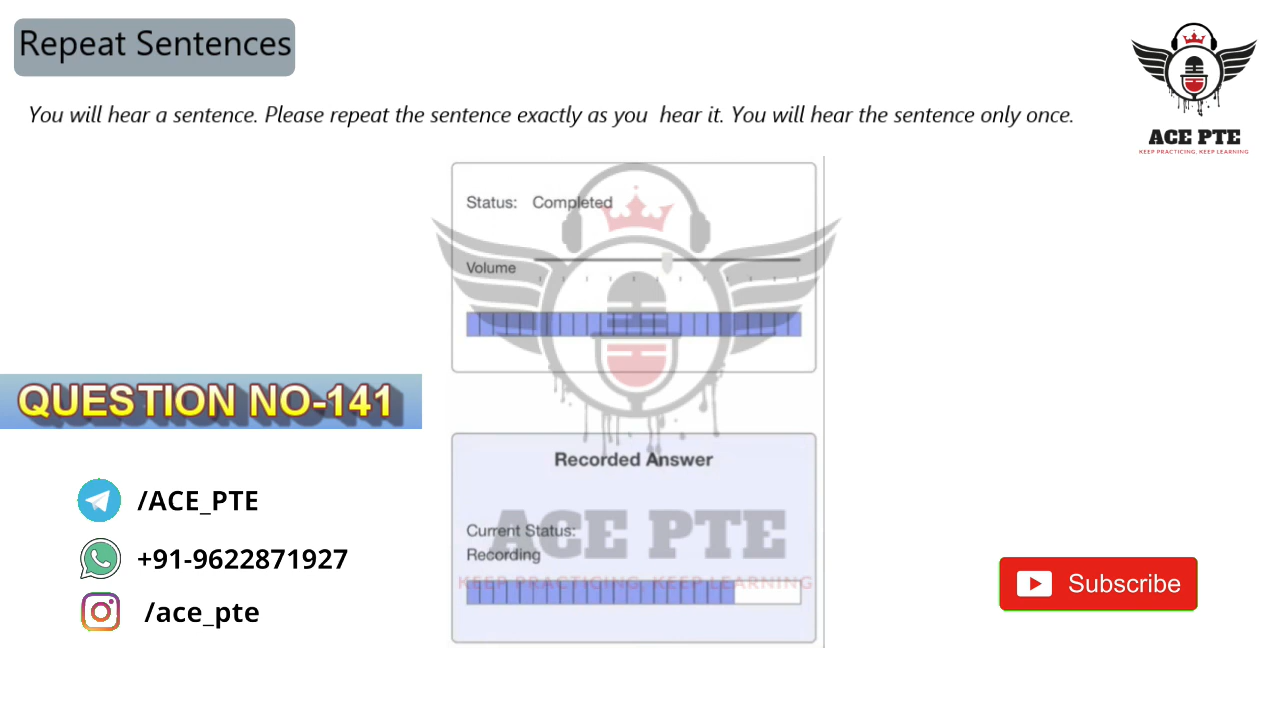 Repeat Sentences
You will hear a sentence. Please repeat the sentence exactly as you  hear it. You will hear the sentence only once.
ACE PTE
KEEP PRACTICING, KEEP LEARNING
Status: Completed
Volume
QUESTION NO-141
Recorded Answer
Current Status:
Recording
ACE PTE
KEEP PRACTICING, KEEP LEARNING
/ACE_PTE
+91-9622871927
/ace_pte
Subscribe